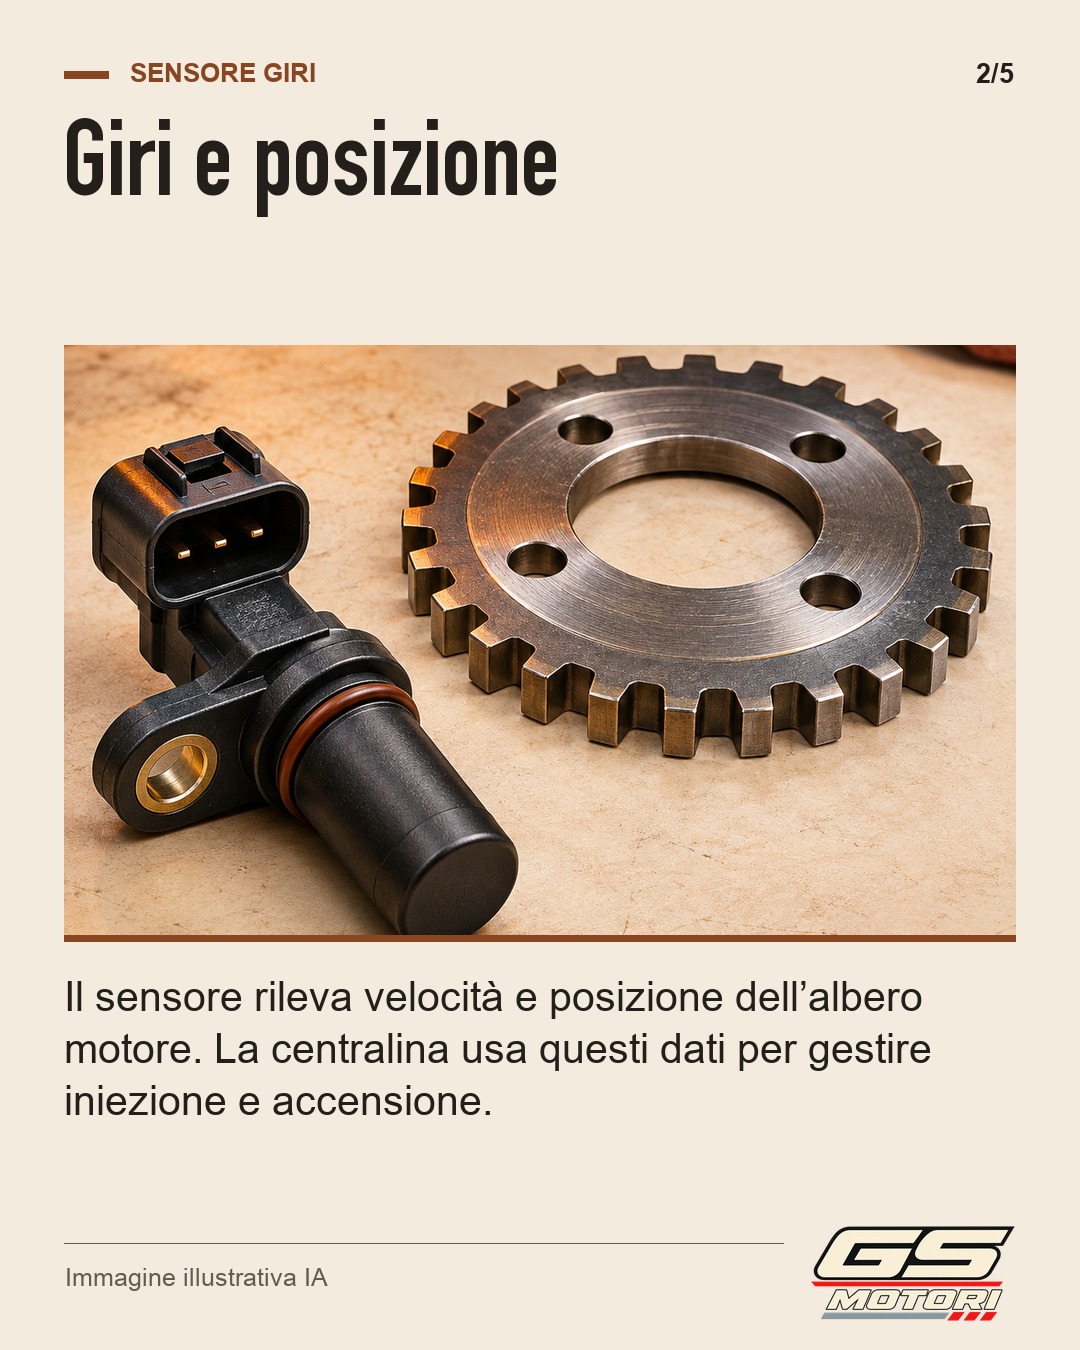 SENSORE GIRI
2/5
Giri e posizione
Il sensore rileva velocità e posizione dell’albero
motore. La centralina usa questi dati per gestire
iniezione e accensione.
Immagine illustrativa IA
GS
MOTORI